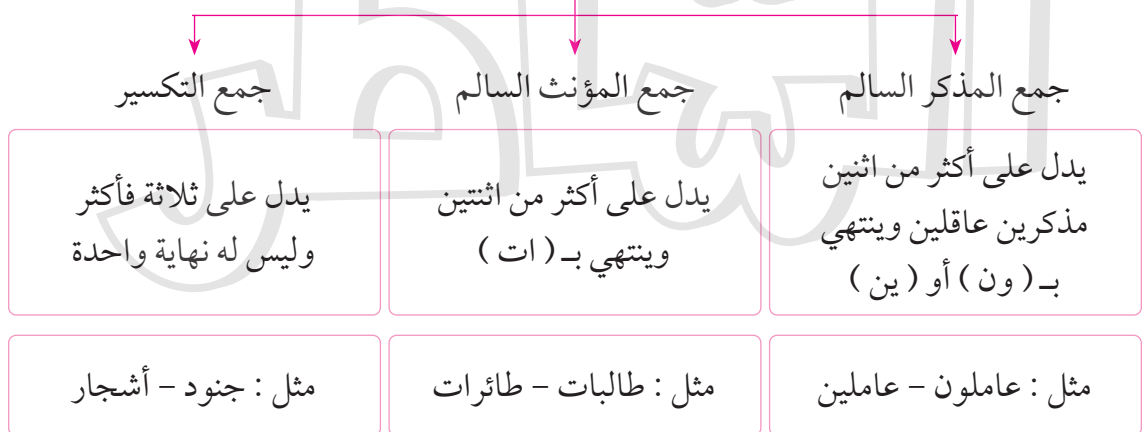 جمع المذكر السالم
يدل على أكثر من اثنين
مذكرين عاقلين وينتهي
بـ ( ون ) أو ( ين )
مثل : عاملون – عاملين
جمع المؤنث السالم
يدل على أكثر من اثنتين
وينتهي بـ ( ات )
مثل : طالبات – طائرات
جمع التكسير
يدل على ثلاثة فأكثر
وليس له نهاية واحدة
مثل : جنود – أشجار